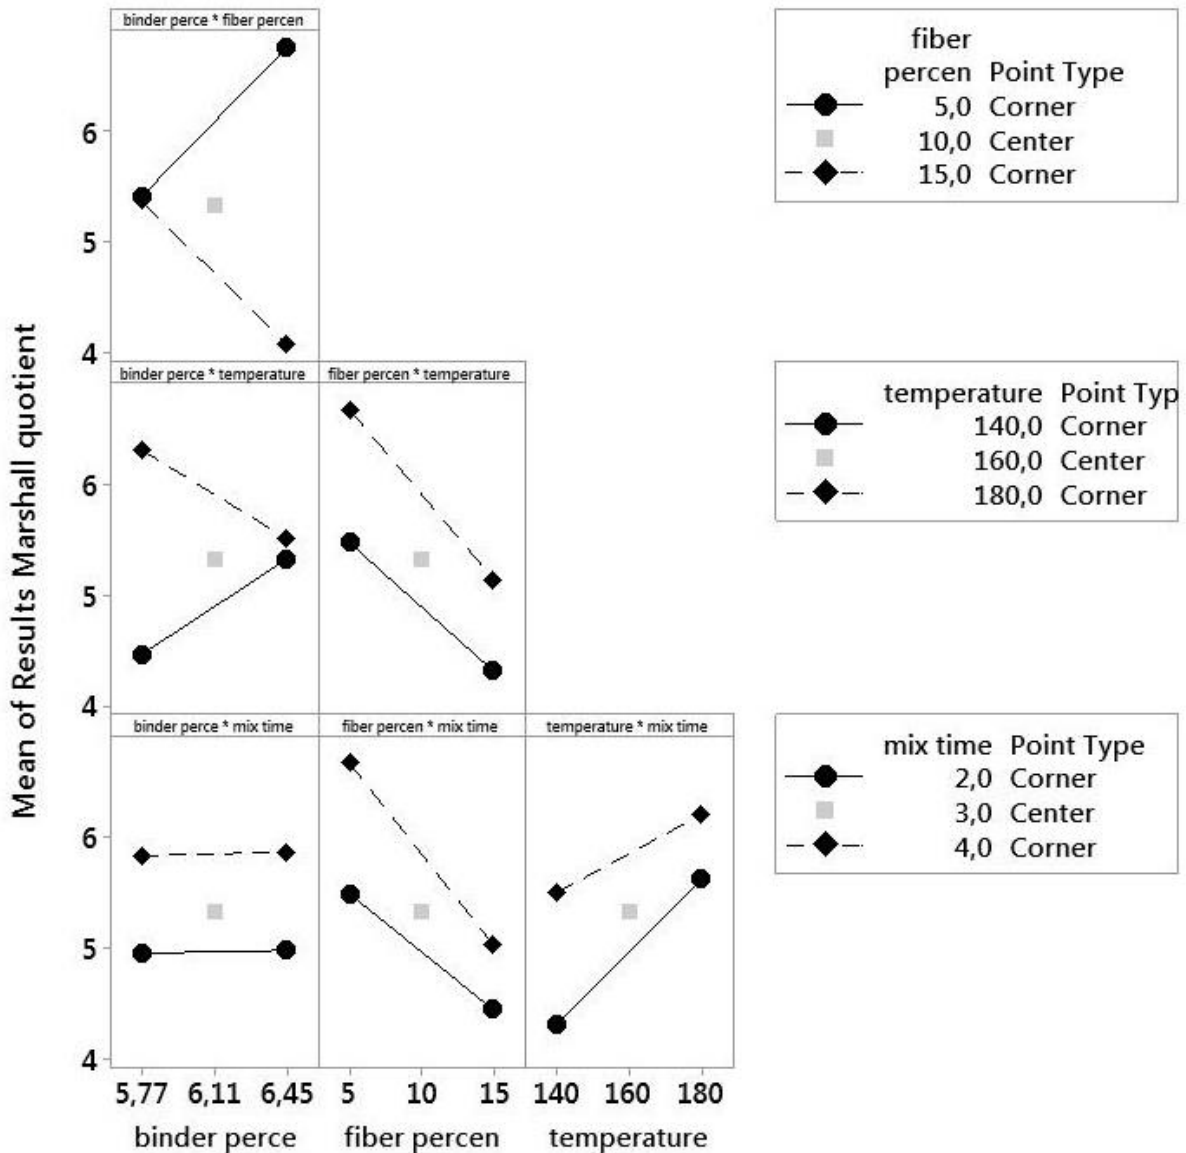 Mean of Results Marshall quotient
binder perce * fiber percen
6
5
4
fiber
percen Point Type
5,0 Corner
10,0 Center
15,0 Corner
binder perce * temperature
fiber percen * temperature
6
5
4
temperature Point Typ
140,0 Corner
160,0 Center
180,0 Corner
binder perce * mix time
fiber percen * mix time
temperature * mix time
6
5
4
mix time Point Type
2,0 Corner
3,0 Center
4,0 Corner
5,77 6,11 6,45 5 10 15 140 160 180
binder perce fiber percen temperature